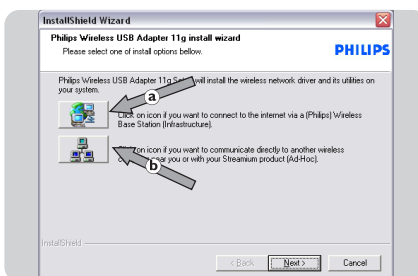 InstallShield Wizard
Philips Wireless USB Adapter 11g install wizard
Please select one of install options bellow.
PHILIPS
Philips Wireless USB Adapter 11g will install the wireless network driver and its utilities on
your system.
a
Click on icon if you want to connect to the internet via a (Philips) Wireless
Base Station (Infrastructure).
on icon if you want to communicate directly to another wireless
near you or with your Streamium product (Ad-Hoc).
b
InstallShield
< Back
Next >
Cancel